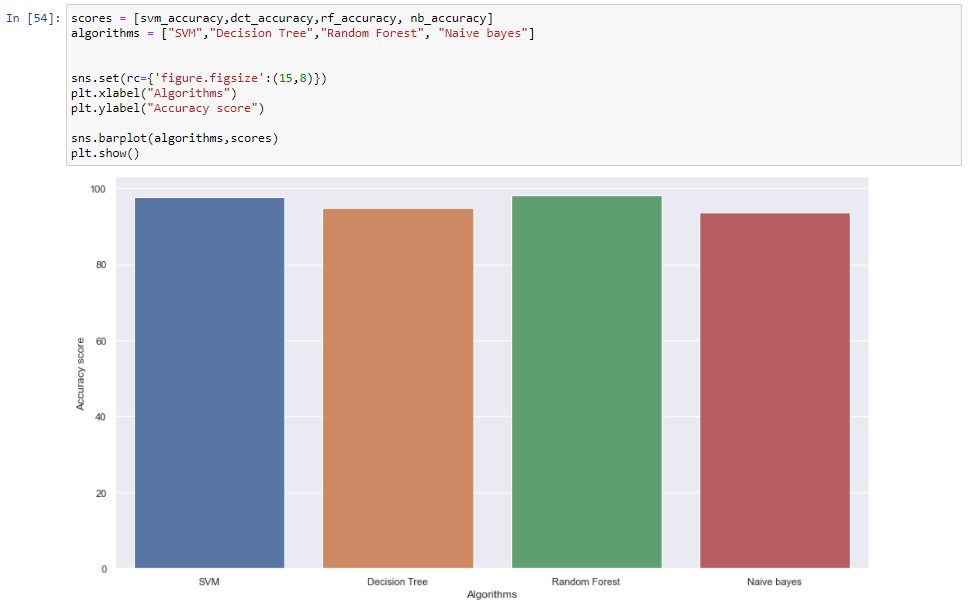 In [54]: scores = [svm_accuracy,dct_accuracy,rf_accuracy, nb_accuracy]
algorithms = ["SVM","Decision Tree","Random Forest", "Naive bayes"]
sns.set(rc={'figure.figsize':(15,8)})
plt.xlabel("Algorithms")
plt.ylabel("Accuracy score")
sns.barplot(algorithms,scores)
plt.show()
100
80
60
40
20
0
Accuracy score
SVM Decision Tree Random Forest Naive bayes
Algorithms